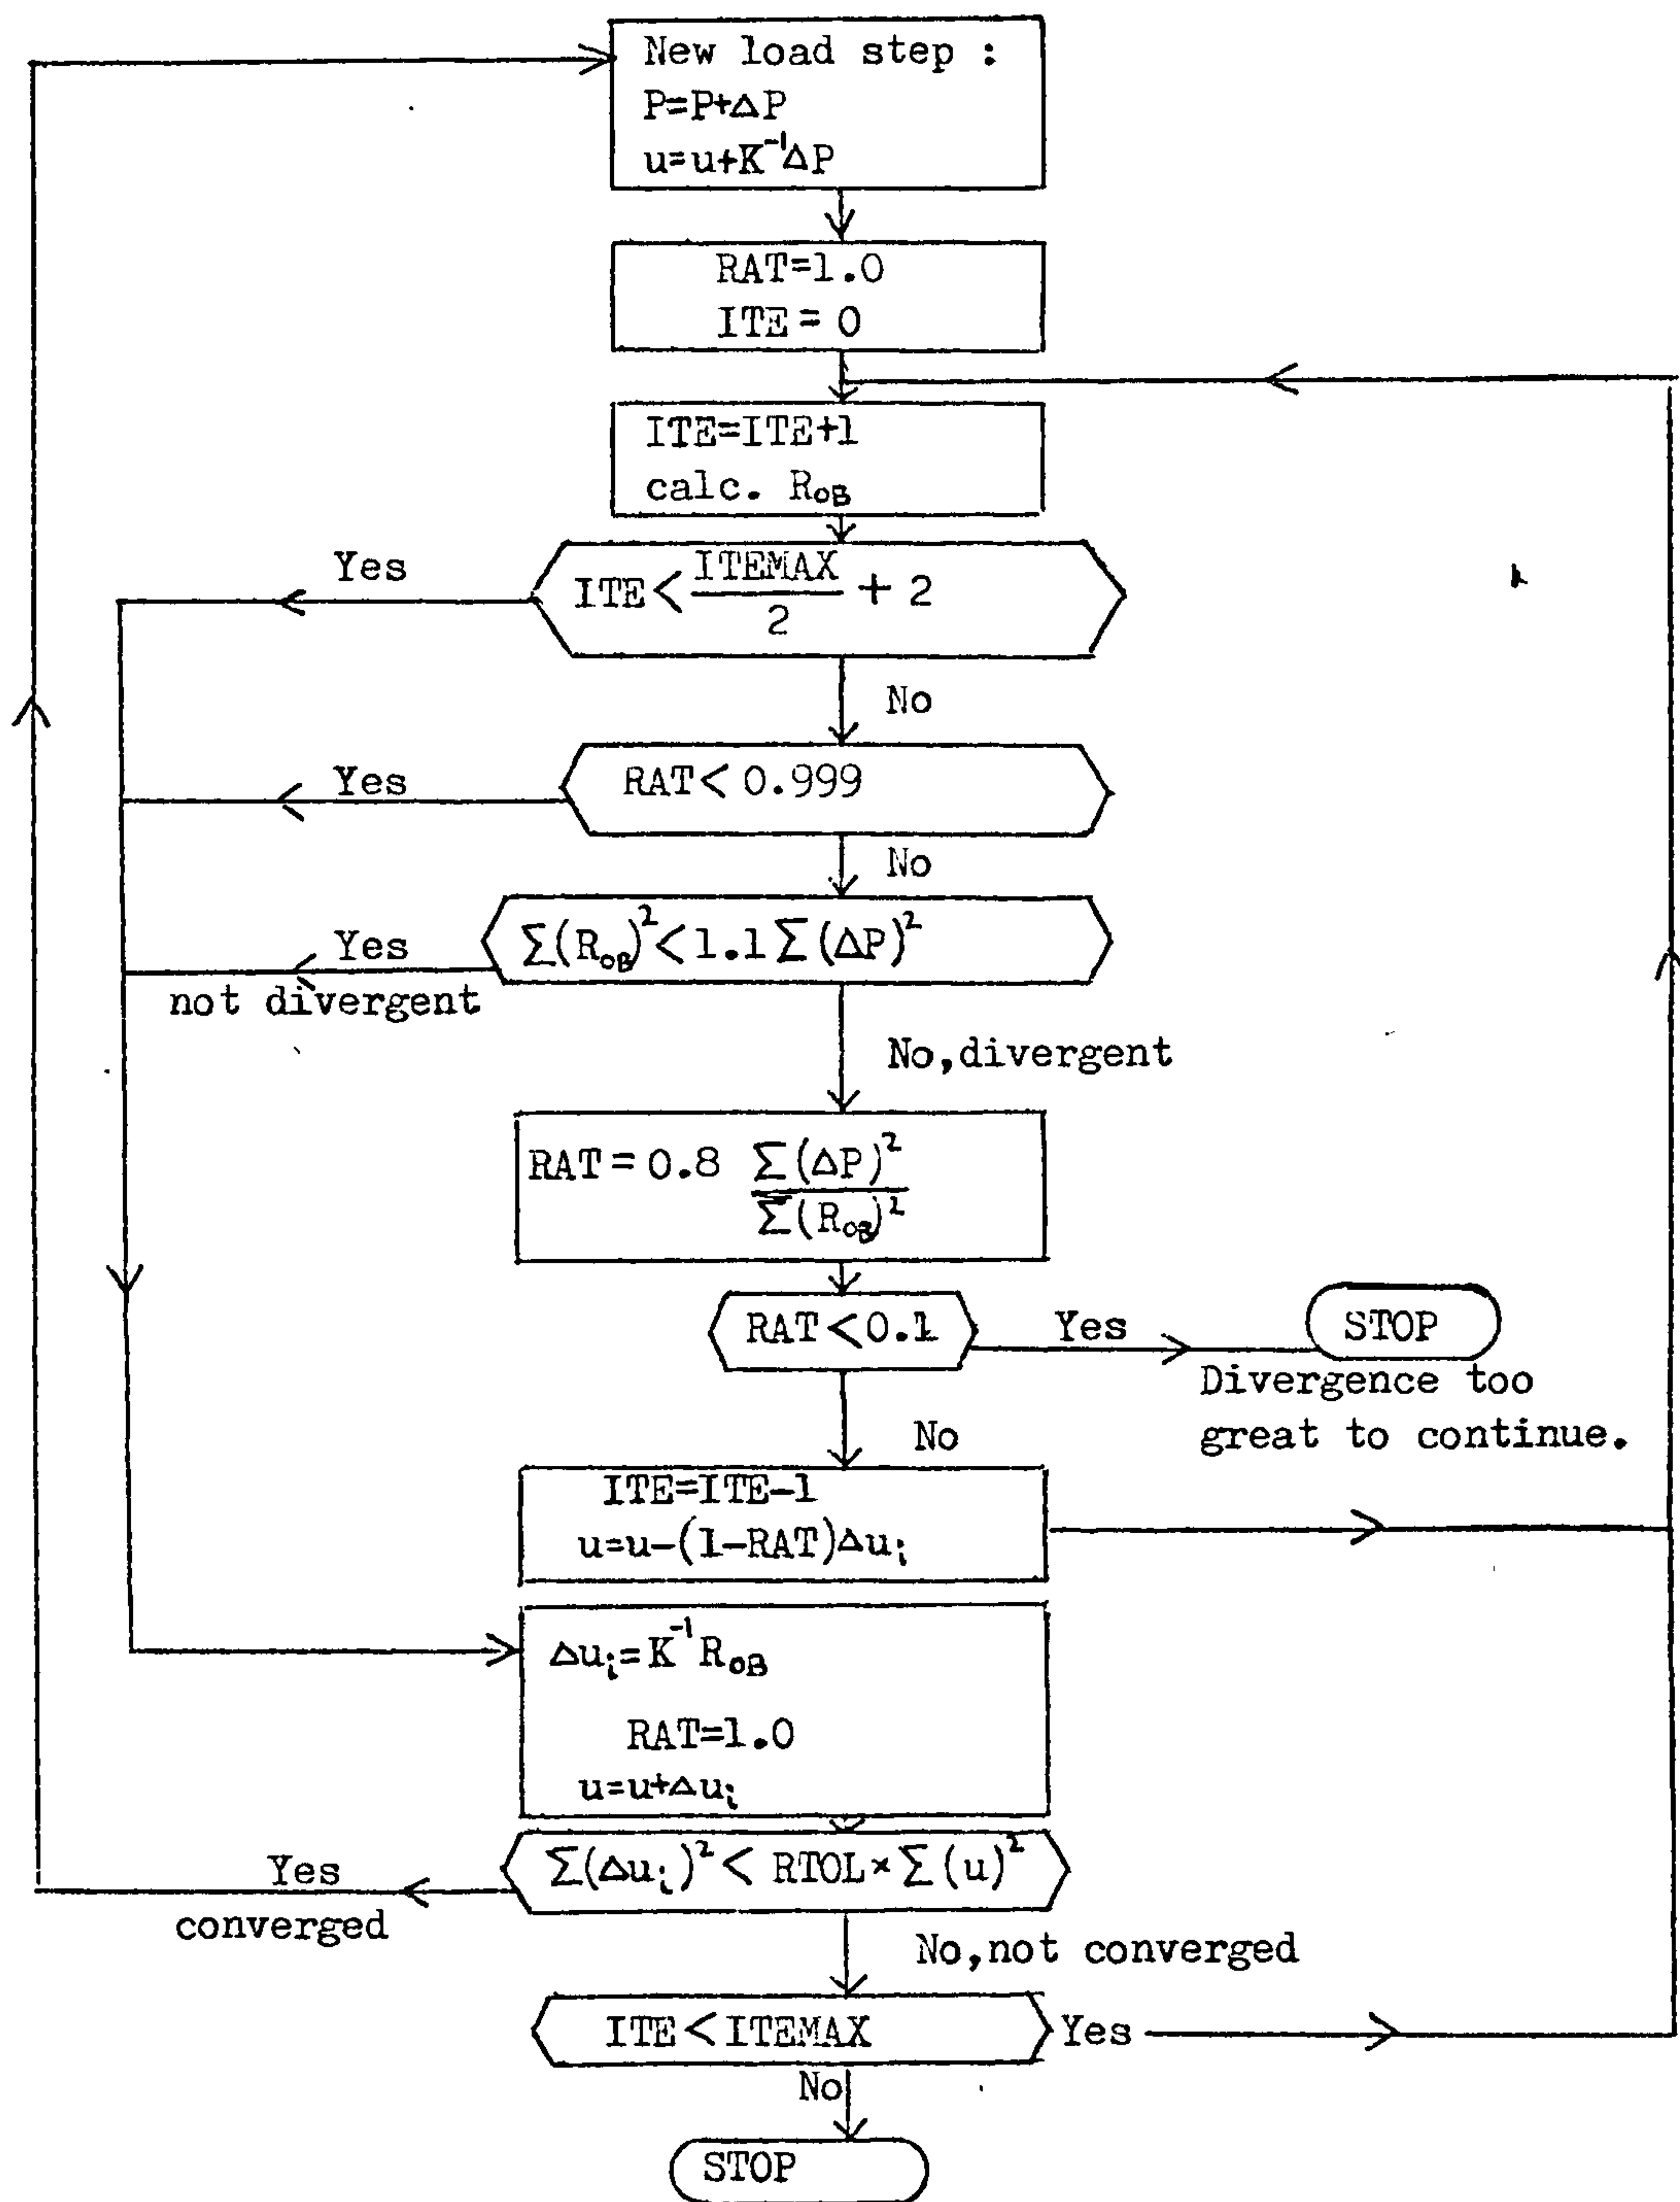 New load step :
P=P+ΔP
u=u+K⁻¹ΔP
RAT=1.0
ITE = 0
ITE=ITE+1
calc. R_OB
Yes
ITE < ITEMAX/2 + 2
No
Yes
RAT < 0.999
No
Yes
∑(R_OB)² < 1.1 ∑(ΔP)²
not divergent
No,divergent
RAT = 0.8 ∑(ΔP)²/∑(R_OB)²
RAT < 0.1
Yes
STOP
Divergence too
great to continue.
No
ITE=ITE-1
u=u-(1-RAT)Δu_i
Δu_i=K⁻¹R_OB
RAT=1.0
u=u+Δu_i
Yes
∑(Δu_i)² < RTOL × ∑(u)²
converged
No,not converged
ITE < ITEMAX
Yes
No
STOP